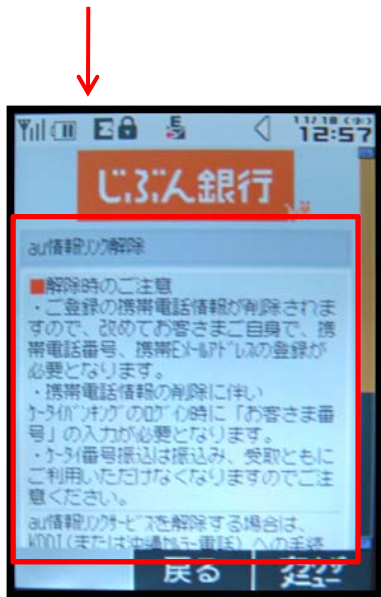 12:57
じぶん銀行
au情報リンク解除
■解除時のご注意
・ご登録の携帯電話情報が削除されま
すので、改めてお客さまご自身で、携
帯電話番号、携帯Eメールアドレスの登録が
必要となります。
・携帯電話情報の削除に伴い
ケータイバンキングのログイン時に「お客さま番
号」の入力が必要となります。
・ケータイ番号振込は振込み、受取ともに
ご利用いただけなくなりますのでご注
意ください。
au情報リンクサービスを解除する場合は、
KDDI(または沖縄セルラー電話)への手続
戻る
ブラウザ
メニュー